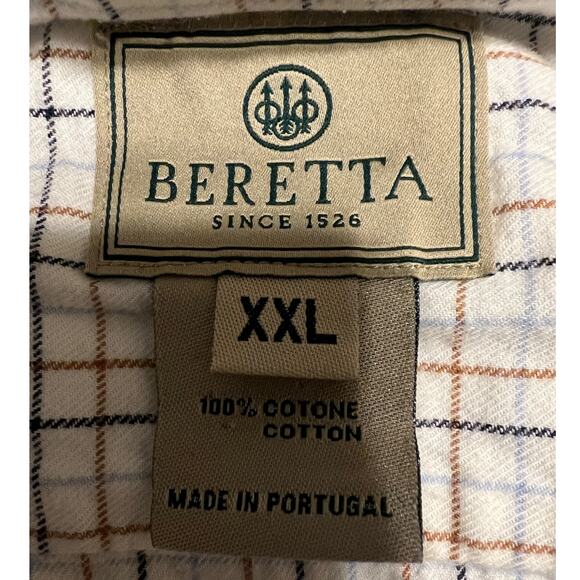 BERETTA
SINCE 1526
XXL
100% COTONE
COTTON
MADE IN PORTUGAL